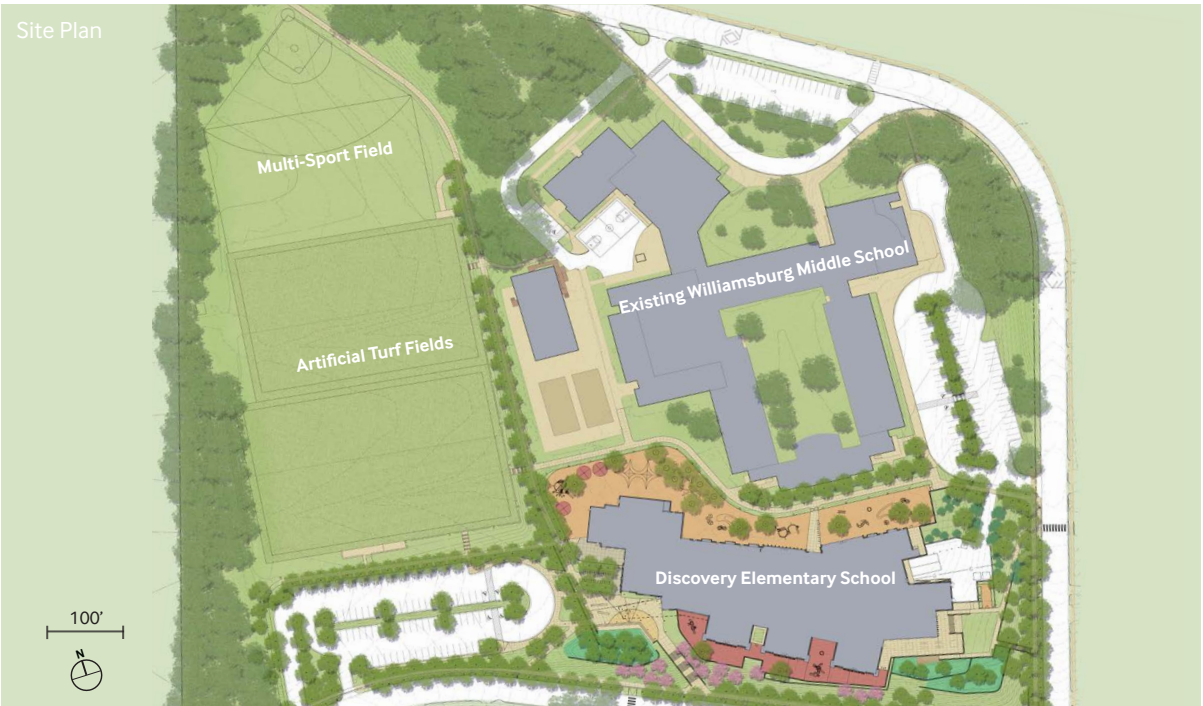 Site Plan
Multi-Sport Field
Existing Williamsburg Middle School
Artificial Turf Fields
Discovery Elementary School
100’
N